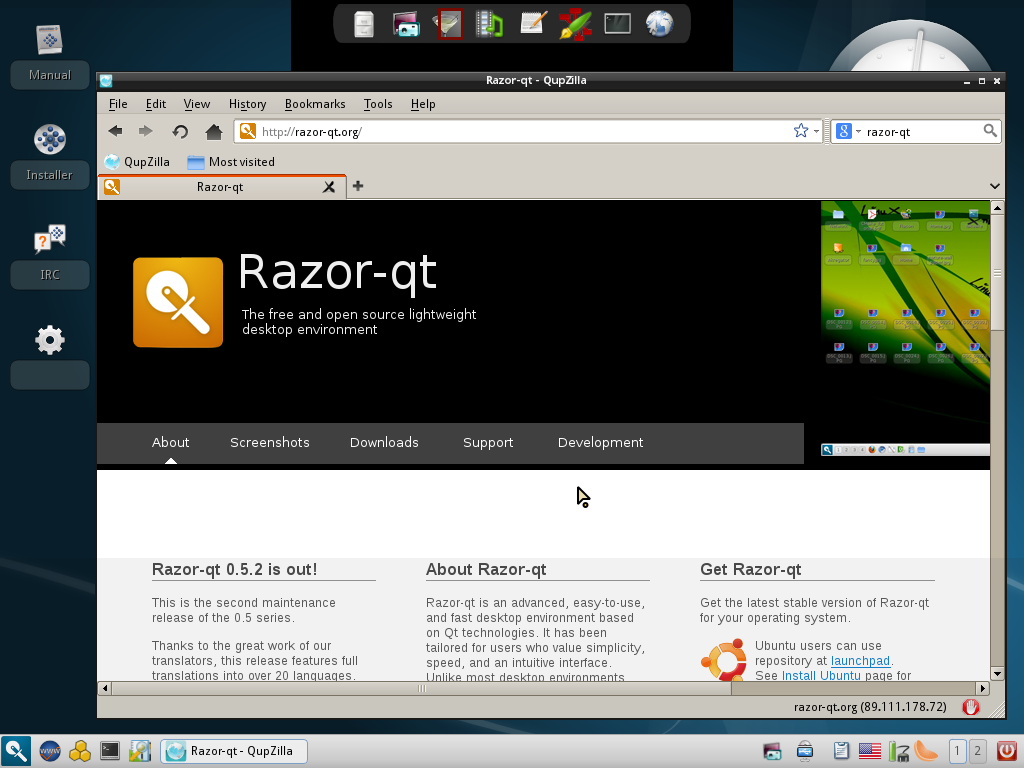 Manual
Installer
IRC
Razor-qt - QupZilla
File Edit View History Bookmarks Tools Help
http://razor-qt.org/
razor-qt
QupZilla Most visited
Razor-qt
Razor-qt
The free and open source lightweight
desktop environment
About Screenshots Downloads Support Development
Razor-qt 0.5.2 is out!
This is the second maintenance
release of the 0.5 series.
Thanks to the great work of our
translators, this release features full
translations into over 20 languages.
About Razor-qt
Razor-qt is an advanced, easy-to-use,
and fast desktop environment based
on Qt technologies. It has been
tailored for users who value simplicity,
speed, and an intuitive interface.
Unlike most desktop environments
Get Razor-qt
Get the latest stable version of Razor-qt
for your operating system.
Ubuntu users can use
repository at launchpad.
See Install Ubuntu page for
razor-qt.org (89.111.178.72)
www
Razor-qt - QupZilla
1 2